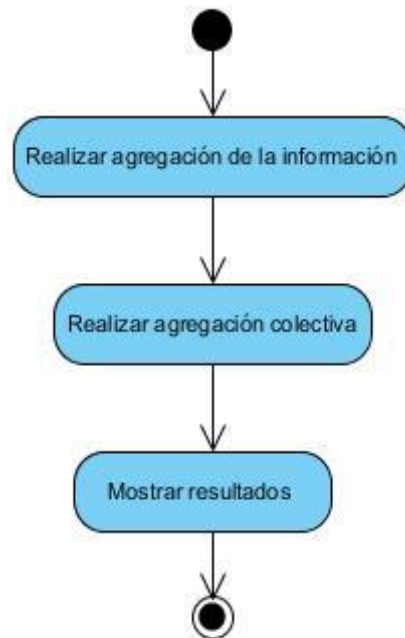 Realizar agregación de la información
Realizar agregación colectiva
Mostrar resultados